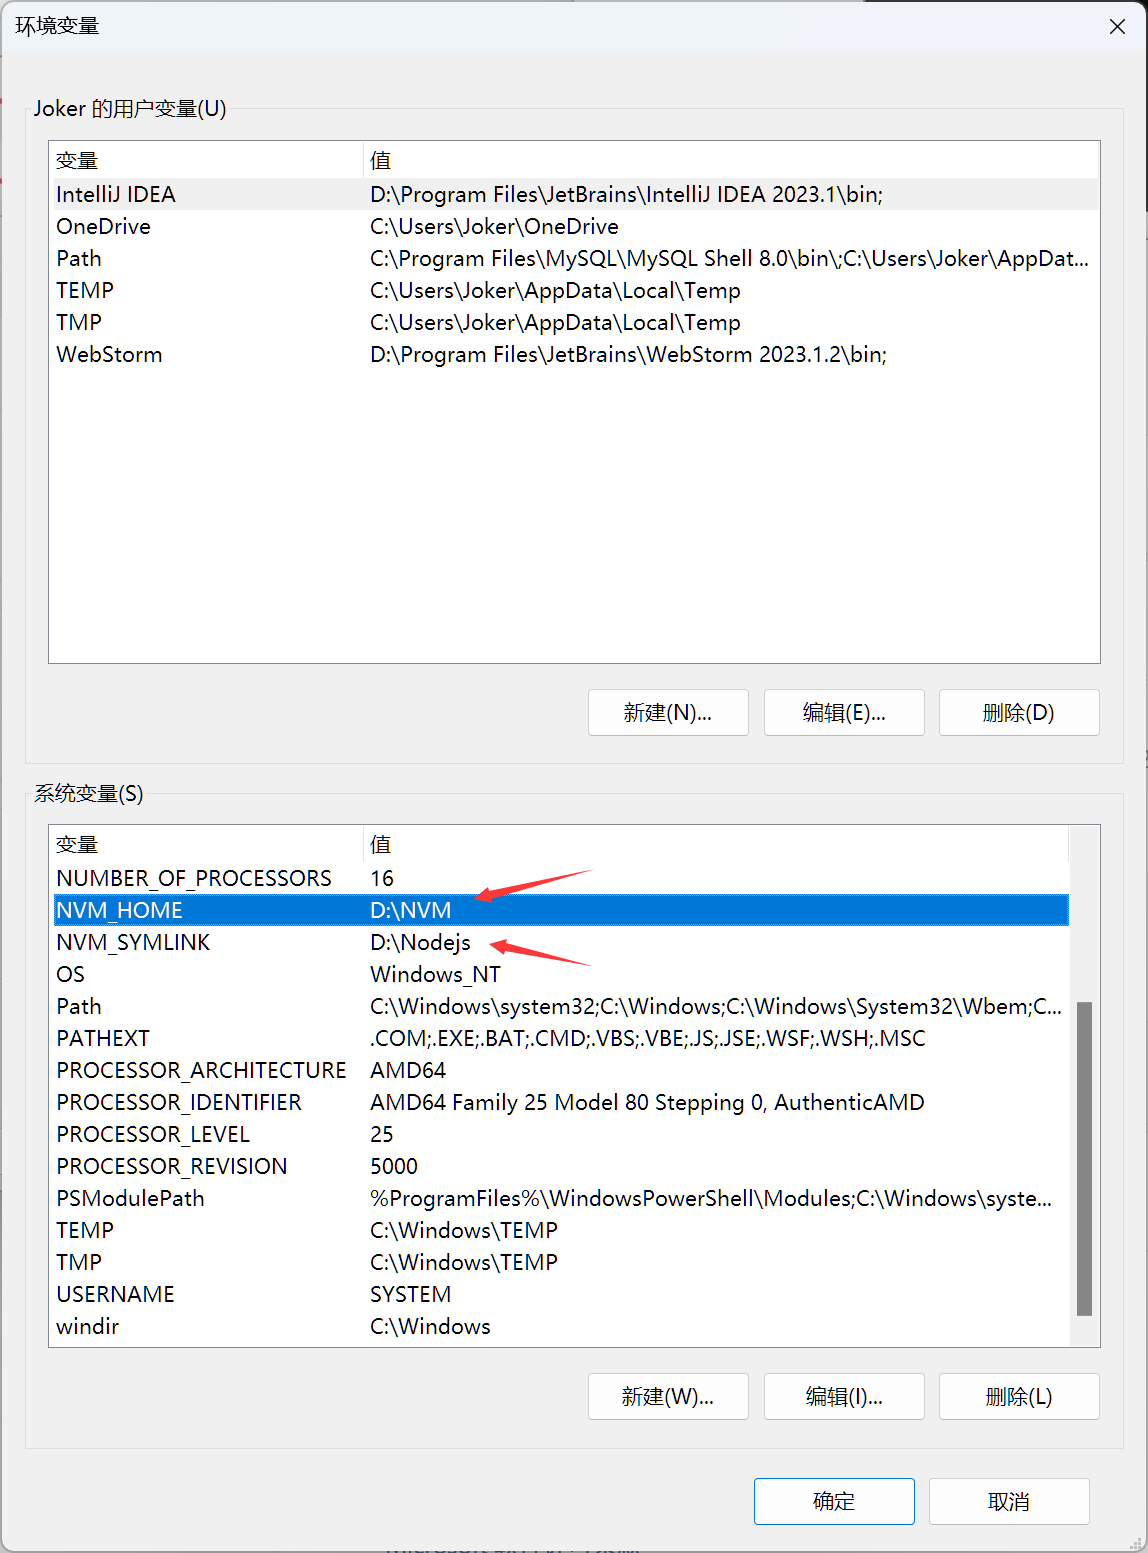 环境变量
Joker 的用户变量(U)
变量 值
IntelliJ IDEA D:\Program Files\JetBrains\IntelliJ IDEA 2023.1\bin;
OneDrive C:\Users\Joker\OneDrive
Path C:\Program Files\MySQL\MySQL Shell 8.0\bin\;C:\Users\Joker\AppDat...
TEMP C:\Users\Joker\AppData\Local\Temp
TMP C:\Users\Joker\AppData\Local\Temp
WebStorm D:\Program Files\JetBrains\WebStorm 2023.1.2\bin;
新建(N)... 编辑(E)... 删除(D)
系统变量(S)
变量 值
NUMBER_OF_PROCESSORS 16
NVM_HOME D:\NVM
NVM_SYMLINK D:\Nodejs
OS Windows_NT
Path C:\Windows\system32;C:\Windows;C:\Windows\System32\Wbem;C...
PATHEXT .COM;.EXE;.BAT;.CMD;.VBS;.VBE;.JS;.JSE;.WSF;.WSH;.MSC
PROCESSOR_ARCHITECTURE AMD64
PROCESSOR_IDENTIFIER AMD64 Family 25 Model 80 Stepping 0, AuthenticAMD
PROCESSOR_LEVEL 25
PROCESSOR_REVISION 5000
PSModulePath %ProgramFiles%\WindowsPowerShell\Modules;C:\Windows\syste...
TEMP C:\Windows\TEMP
TMP C:\Windows\TEMP
USERNAME SYSTEM
windir C:\Windows
新建(W)... 编辑(I)... 删除(L)
确定 取消